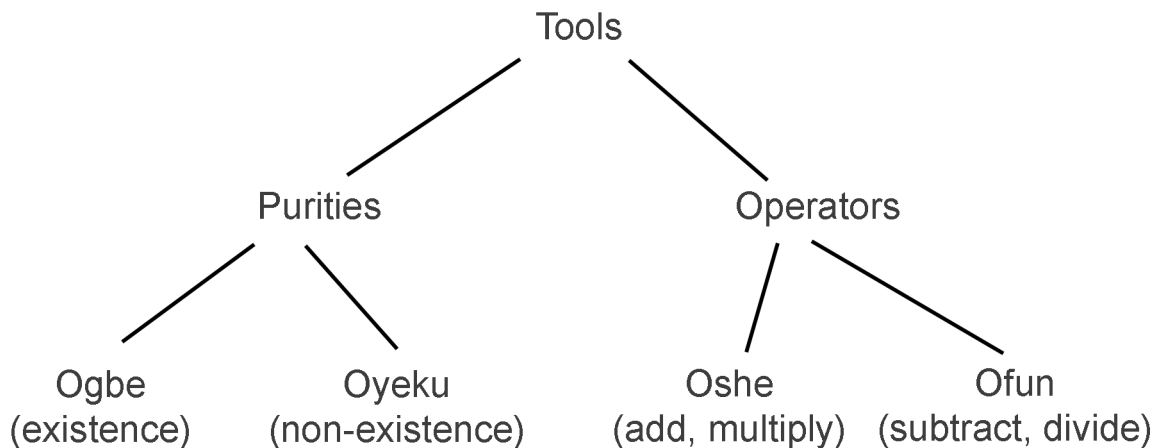 Tools
Purities Operators
Ogbe Oyeku Oshe Ofun
(existence) (non-existence) (add, multiply) (subtract, divide)